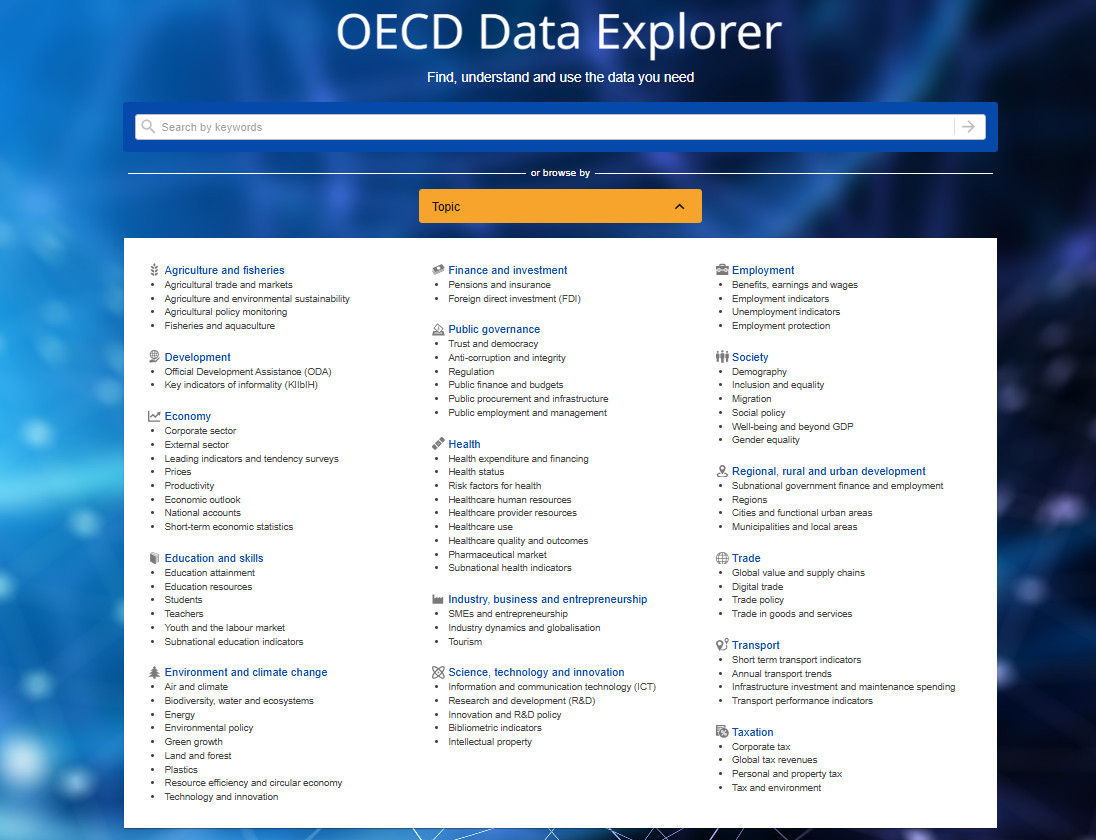 OECD Data Explorer
Find, understand and use the data you need
Search by keywords
or browse by
Topic
Agriculture and fisheries
Agricultural trade and markets
Agriculture and environmental sustainability
Agricultural policy monitoring
Fisheries and aquaculture
Development
Official Development Assistance (ODA)
Key indicators of informality (KIIbIH)
Economy
Corporate sector
External sector
Leading indicators and tendency surveys
Prices
Productivity
Economic outlook
National accounts
Short-term economic statistics
Education and skills
Education attainment
Education resources
Students
Teachers
Youth and the labour market
Subnational education indicators
Environment and climate change
Air and climate
Biodiversity, water and ecosystems
Energy
Environmental policy
Green growth
Land and forest
Plastics
Resource efficiency and circular economy
Technology and innovation
Finance and investment
Pensions and insurance
Foreign direct investment (FDI)
Public governance
Trust and democracy
Anti-corruption and integrity
Regulation
Public finance and budgets
Public procurement and infrastructure
Public employment and management
Health
Health expenditure and financing
Health status
Risk factors for health
Healthcare human resources
Healthcare provider resources
Healthcare use
Healthcare quality and outcomes
Pharmaceutical market
Subnational health indicators
Industry, business and entrepreneurship
SMEs and entrepreneurship
Industry dynamics and globalisation
Tourism
Science, technology and innovation
Information and communication technology (ICT)
Research and development (R&D)
Innovation and R&D policy
Bibliometric indicators
Intellectual property
Employment
Benefits, earnings and wages
Employment indicators
Unemployment indicators
Employment protection
Society
Demography
Inclusion and equality
Migration
Social policy
Well-being and beyond GDP
Gender equality
Regional, rural and urban development
Subnational government finance and employment
Regions
Cities and functional urban areas
Municipalities and local areas
Trade
Global value and supply chains
Digital trade
Trade policy
Trade in goods and services
Transport
Short term transport indicators
Annual transport trends
Infrastructure investment and maintenance spending
Transport performance indicators
Taxation
Corporate tax
Global tax revenues
Personal and property tax
Tax and environment